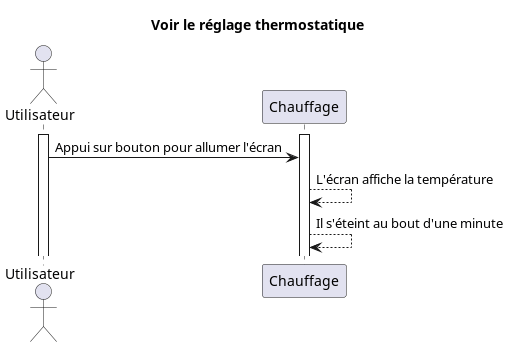 Voir le réglage thermostatique
Utilisateur
Chauffage
Appui sur bouton pour allumer l'écran
L'écran affiche la température
Il s'éteint au bout d'une minute
Utilisateur
Chauffage